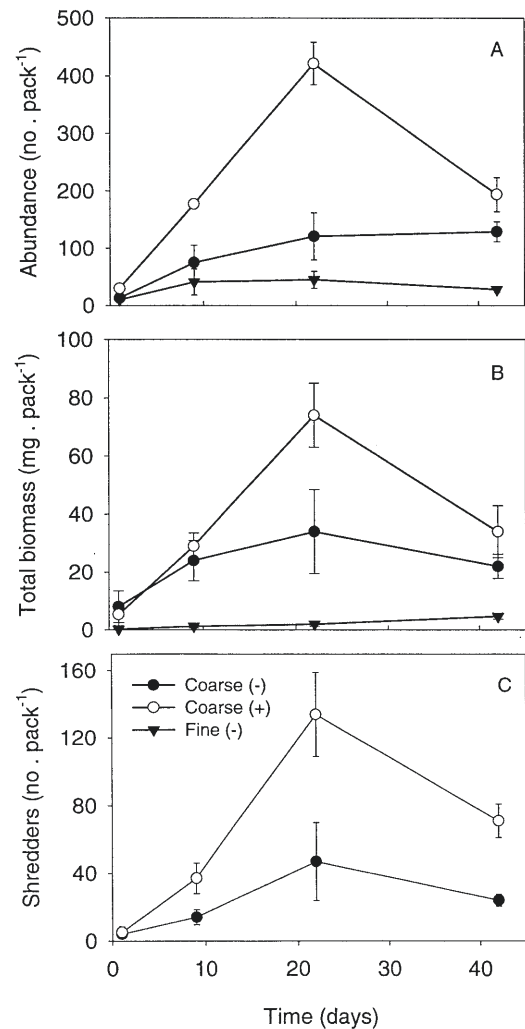 500
400
300
200
100
0
Abundance (no . pack⁻¹)
A
100
80
60
40
20
0
Total biomass (mg . pack⁻¹)
B
160
120
80
40
0
Shredders (no . pack⁻¹)
Coarse (-)
Coarse (+)
Fine (-)
C
0 10 20 30 40
Time (days)